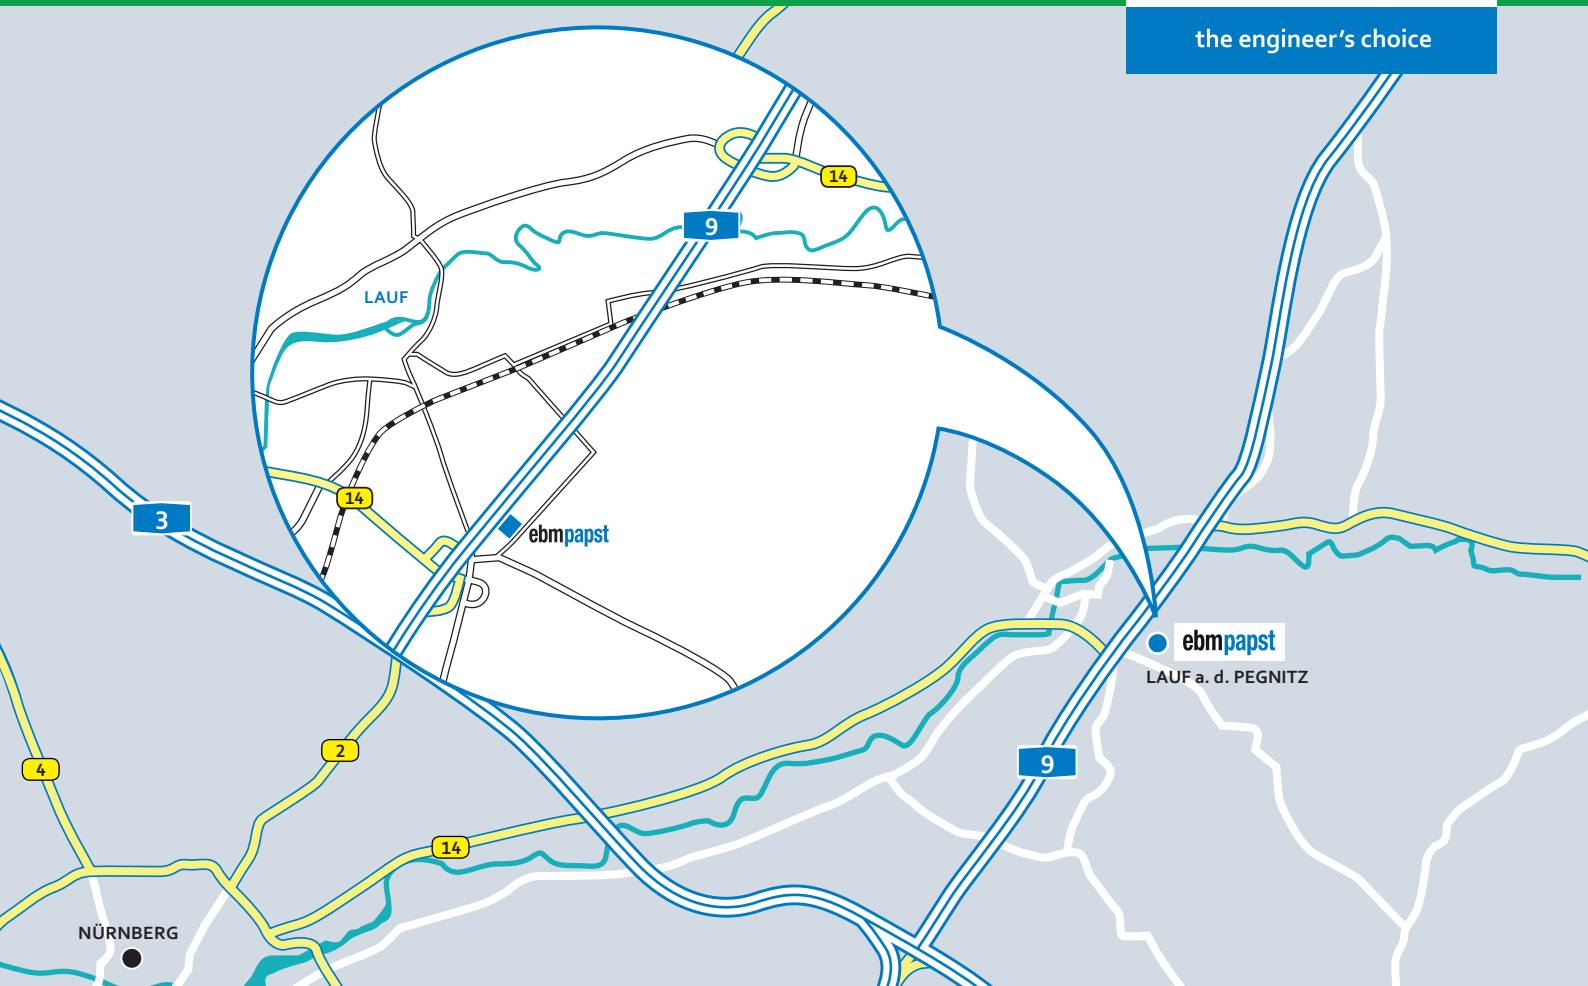 the engineer's choice
14
9
LAUF
14
3
ebmpapst
ebmpapst
LAUF a. d. PEGNITZ
2
9
4
14
NÜRNBERG